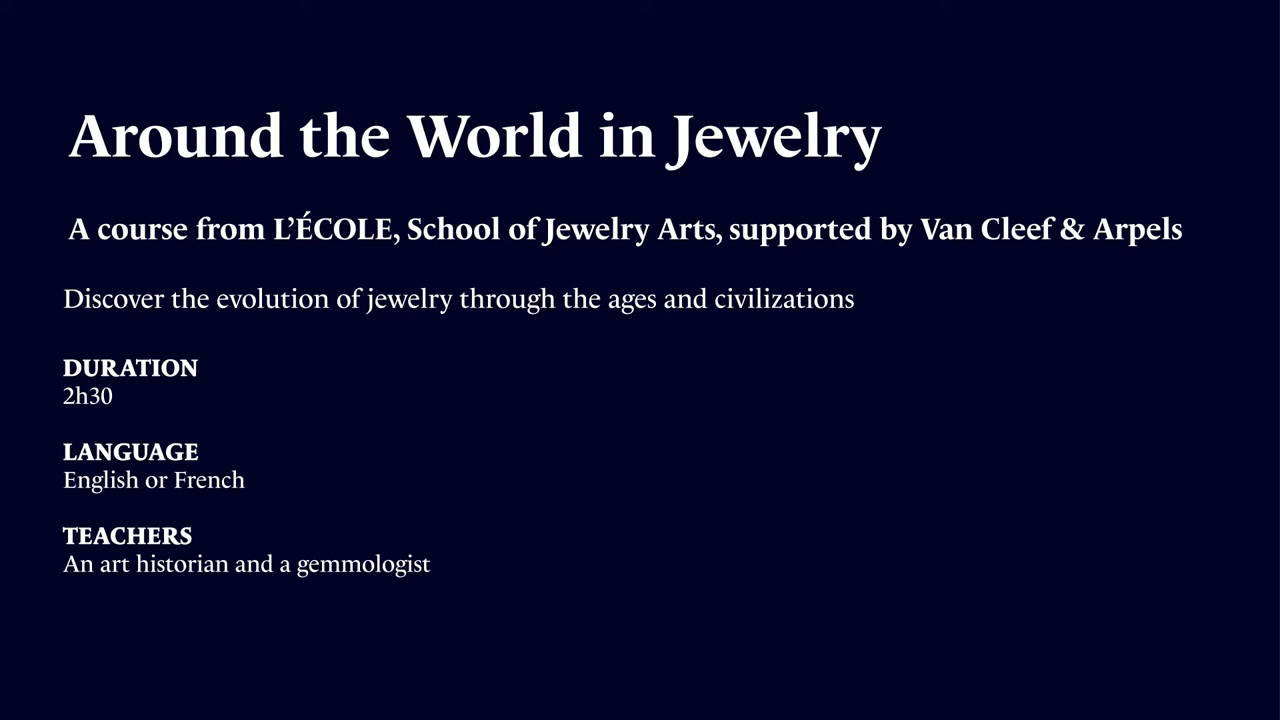 Around the World in Jewelry
A course from L’ÉCOLE, School of Jewelry Arts, supported by Van Cleef & Arpels
Discover the evolution of jewelry through the ages and civilizations
DURATION
2h30
LANGUAGE
English or French
TEACHERS
An art historian and a gemmologist